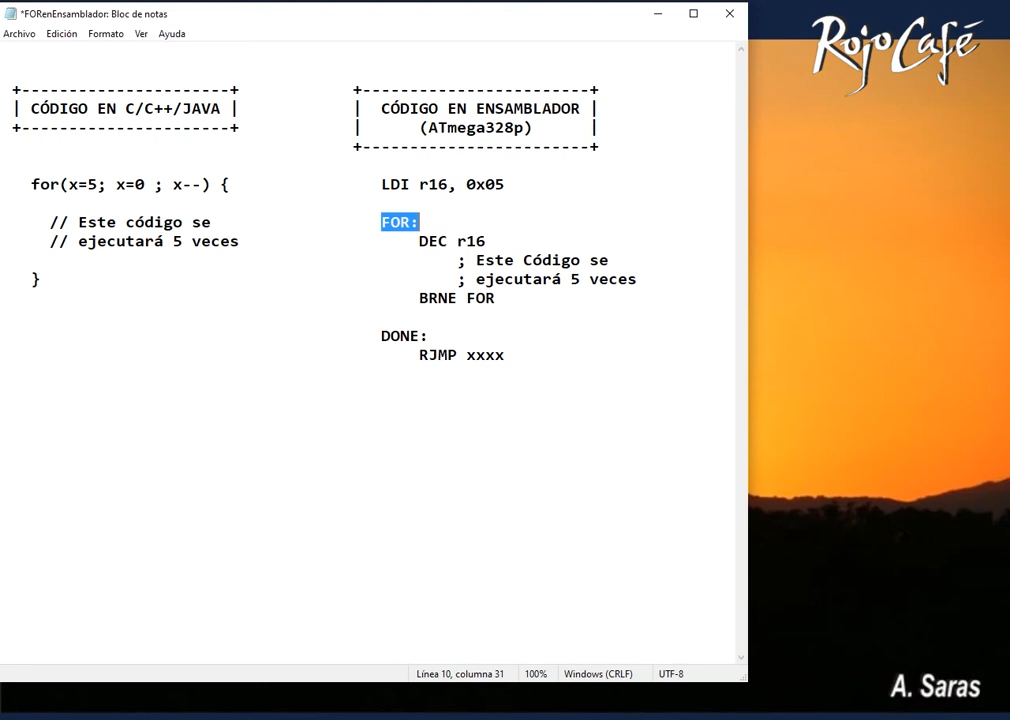 *FORenEnsamblador: Bloc de notas
Archivo Edición Formato Ver Ayuda
+----------------------+
| CÓDIGO EN C/C++/JAVA |
+----------------------+
for(x=5; x=0 ; x--) {
// Este código se
// ejecutará 5 veces
}
+------------------------+
| CÓDIGO EN ENSAMBLADOR |
| (ATmega328p) |
+------------------------+
LDI r16, 0x05
FOR:
DEC r16
; Este Código se
; ejecutará 5 veces
BRNE FOR
DONE:
RJMP xxxx
Línea 10, columna 31 100% Windows (CRLF) UTF-8
RojoCafé
A. Saras